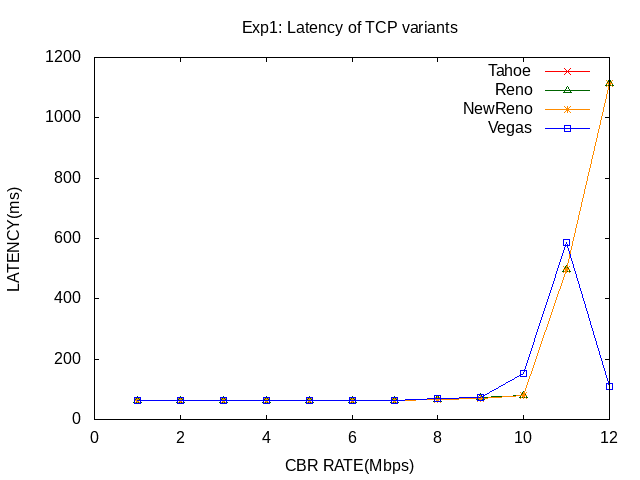 Exp1: Latency of TCP variants
1200
1000
800
600
400
200
0
LATENCY(ms)
Tahoe
Reno
NewReno
Vegas
0 2 4 6 8 10 12
CBR RATE(Mbps)